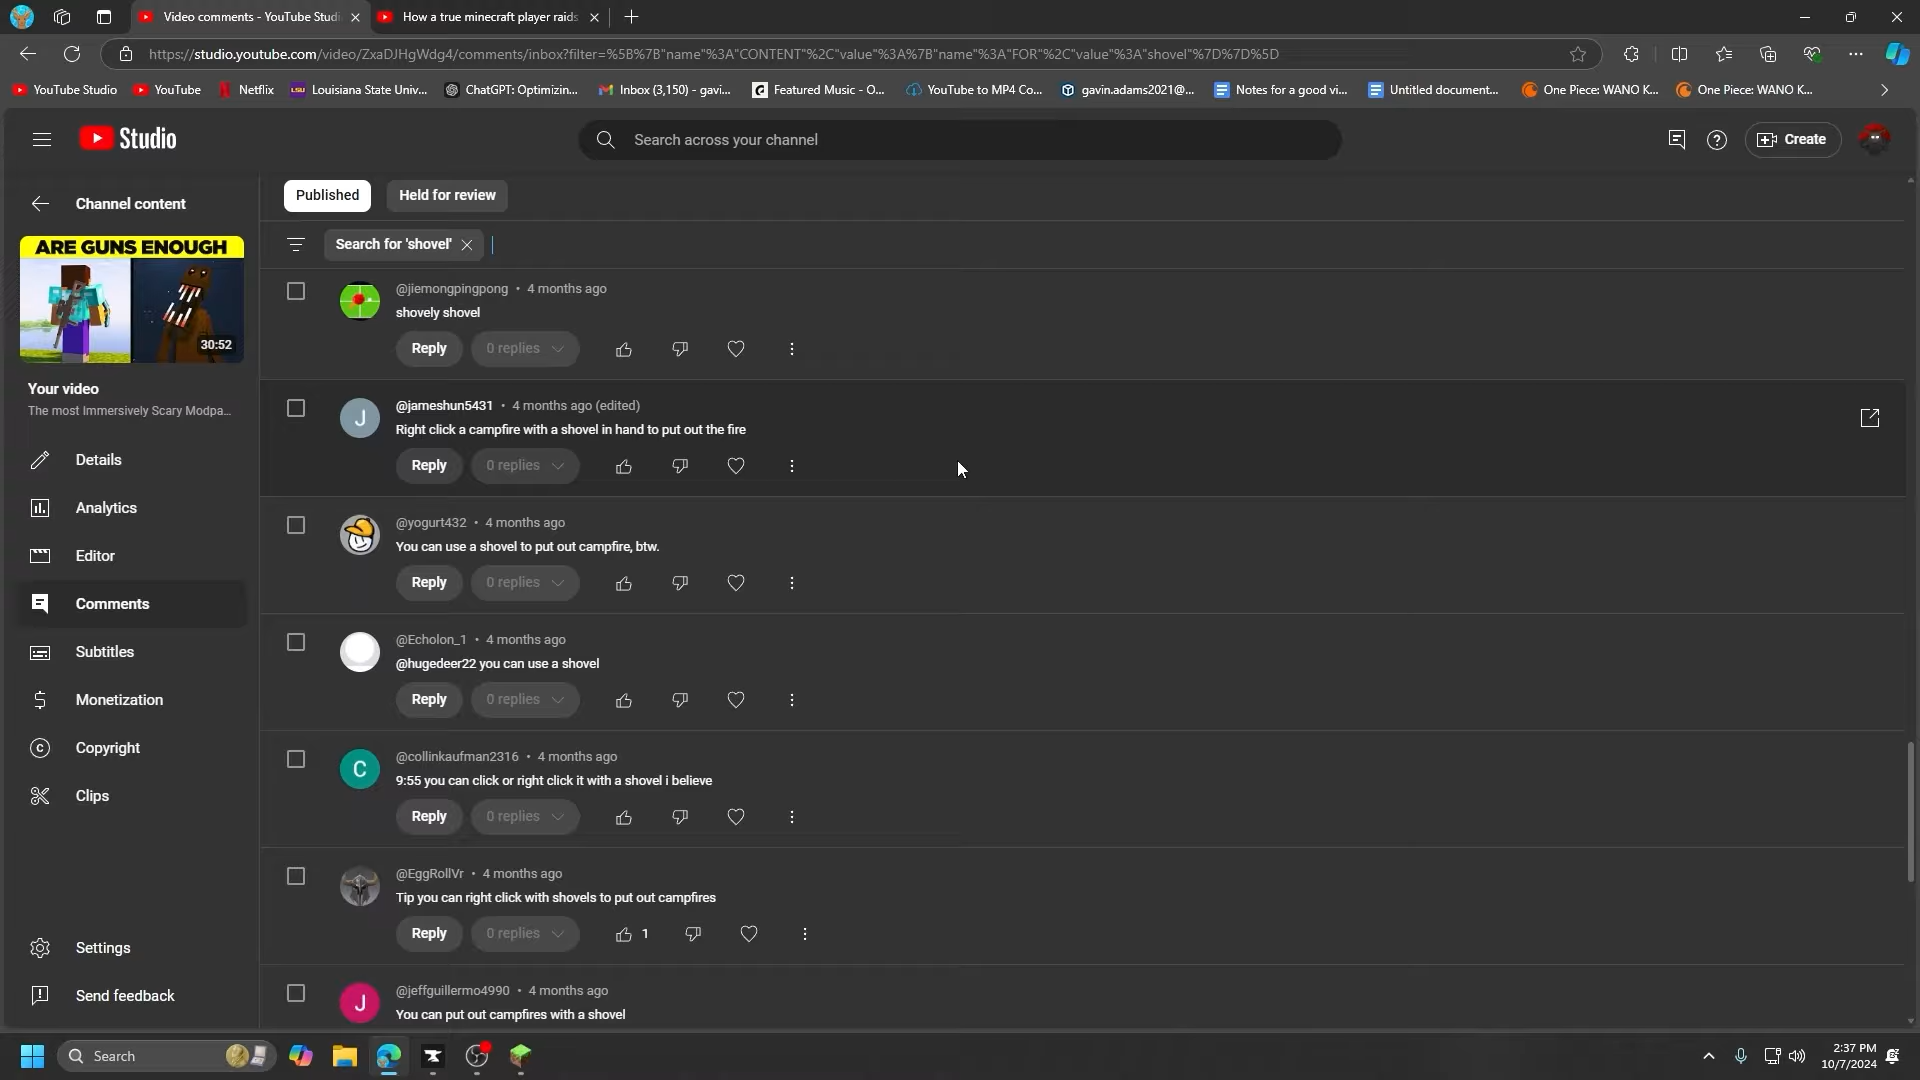 Video comments - YouTube Studi
How a true minecraft player raids
https://studio.youtube.com/video/ZxaDJHgWdg4/comments/inbox?filter=%5B%7B"name"%3A"CONTENT"%2C"value"%3A%7B"name"%3A"FOR"%2C"value"%3A"shovel"%7D%7D%5D
YouTube Studio
YouTube
Netflix
LSU Louisiana State Univ...
ChatGPT: Optimizin...
Inbox (3,150) - gavi...
Featured Music - O...
YouTube to MP4 Co...
gavin.adams2021@...
Notes for a good vi...
Untitled document...
One Piece: WANO K...
One Piece: WANO K...
Studio
Search across your channel
Create
Channel content
Published
Held for review
Search for 'shovel'
ARE GUNS ENOUGH
30:52
Your video
The most Immersively Scary Modpa...
Details
Analytics
Editor
Comments
Subtitles
Monetization
Copyright
Clips
Settings
Send feedback
@jiemongpingpong • 4 months ago
shovely shovel
Reply 0 replies
J
@jameshun5431 • 4 months ago (edited)
Right click a campfire with a shovel in hand to put out the fire
Reply 0 replies
@yogurt432 • 4 months ago
You can use a shovel to put out campfire, btw.
Reply 0 replies
@Echolon_1 • 4 months ago
@hugedeer22 you can use a shovel
Reply 0 replies
C
@collinkaufman2316 • 4 months ago
9:55 you can click or right click it with a shovel i believe
Reply 0 replies
@EggRollVr • 4 months ago
Tip you can right click with shovels to put out campfires
Reply 0 replies 1
J
@jeffguillermo4990 • 4 months ago
You can put out campfires with a shovel
Search
2:37 PM
10/7/2024